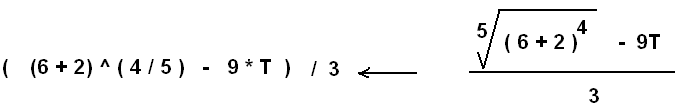 ( (6 + 2) ^ ( 4 / 5 ) - 9 * T ) / 3 ← 5√( 6 + 2 )4 - 9T
3